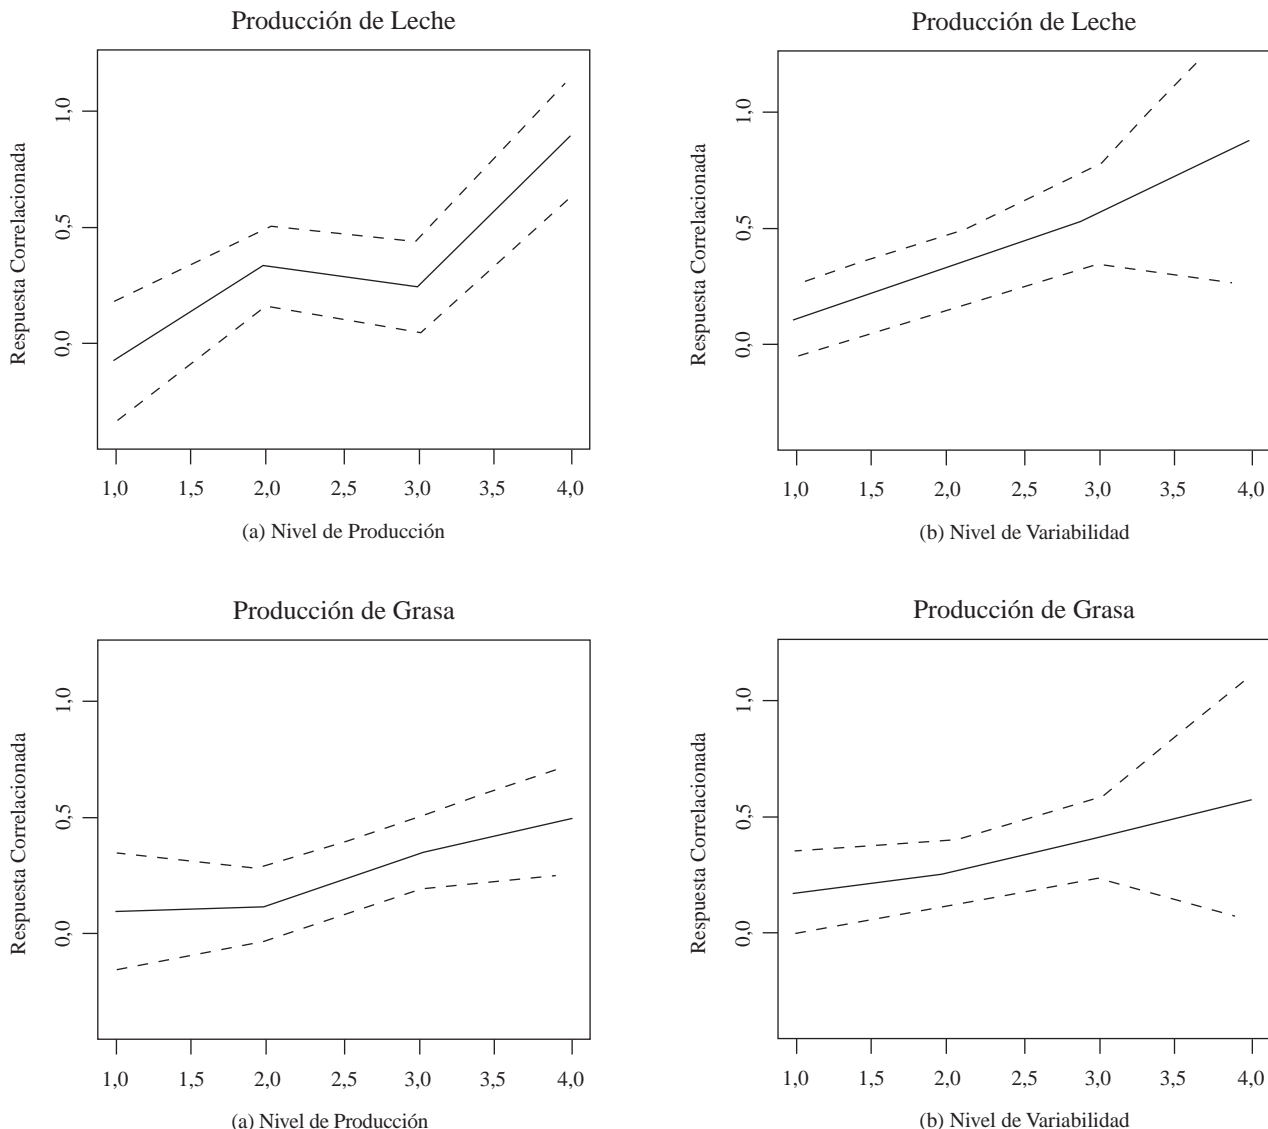 Producción de Leche
Respuesta Correlacionada
1,0
0,5
0,0
1,0 1,5 2,0 2,5 3,0 3,5 4,0
(a) Nivel de Producción
Producción de Leche
Respuesta Correlacionada
1,0
0,5
0,0
1,0 1,5 2,0 2,5 3,0 3,5 4,0
(b) Nivel de Variabilidad
Producción de Grasa
Respuesta Correlacionada
1,0
0,5
0,0
1,0 1,5 2,0 2,5 3,0 3,5 4,0
(a) Nivel de Producción
Producción de Grasa
Respuesta Correlacionada
1,0
0,5
0,0
1,0 1,5 2,0 2,5 3,0 3,5 4,0
(b) Nivel de Variabilidad